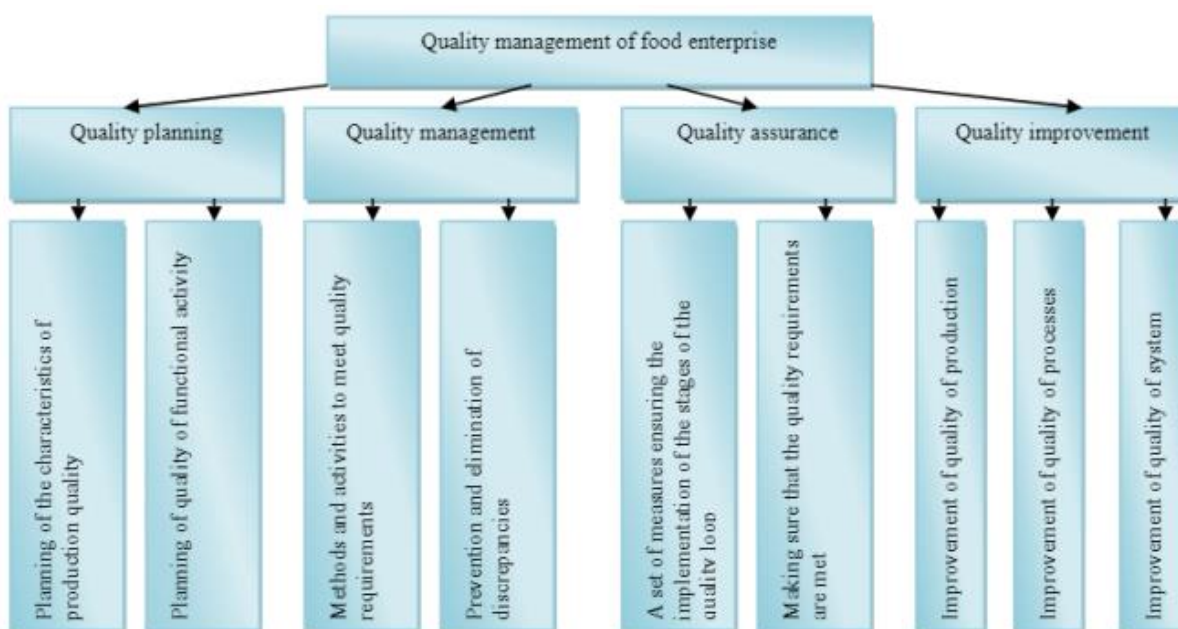 Quality management of food enterprise
Quality planning
Quality management
Quality assurance
Quality improvement
Planning of the characteristics of
production quality
Planning of quality of functional activity
Methods and activities to meet quality
requirements
Prevention and elimination of
discrepancies
A set of measures ensuring the
implementation of the stages of the
quality loop
Making sure that the quality requirements
are met
Improvement of quality of production
Improvement of quality of processes
Improvement of quality of system